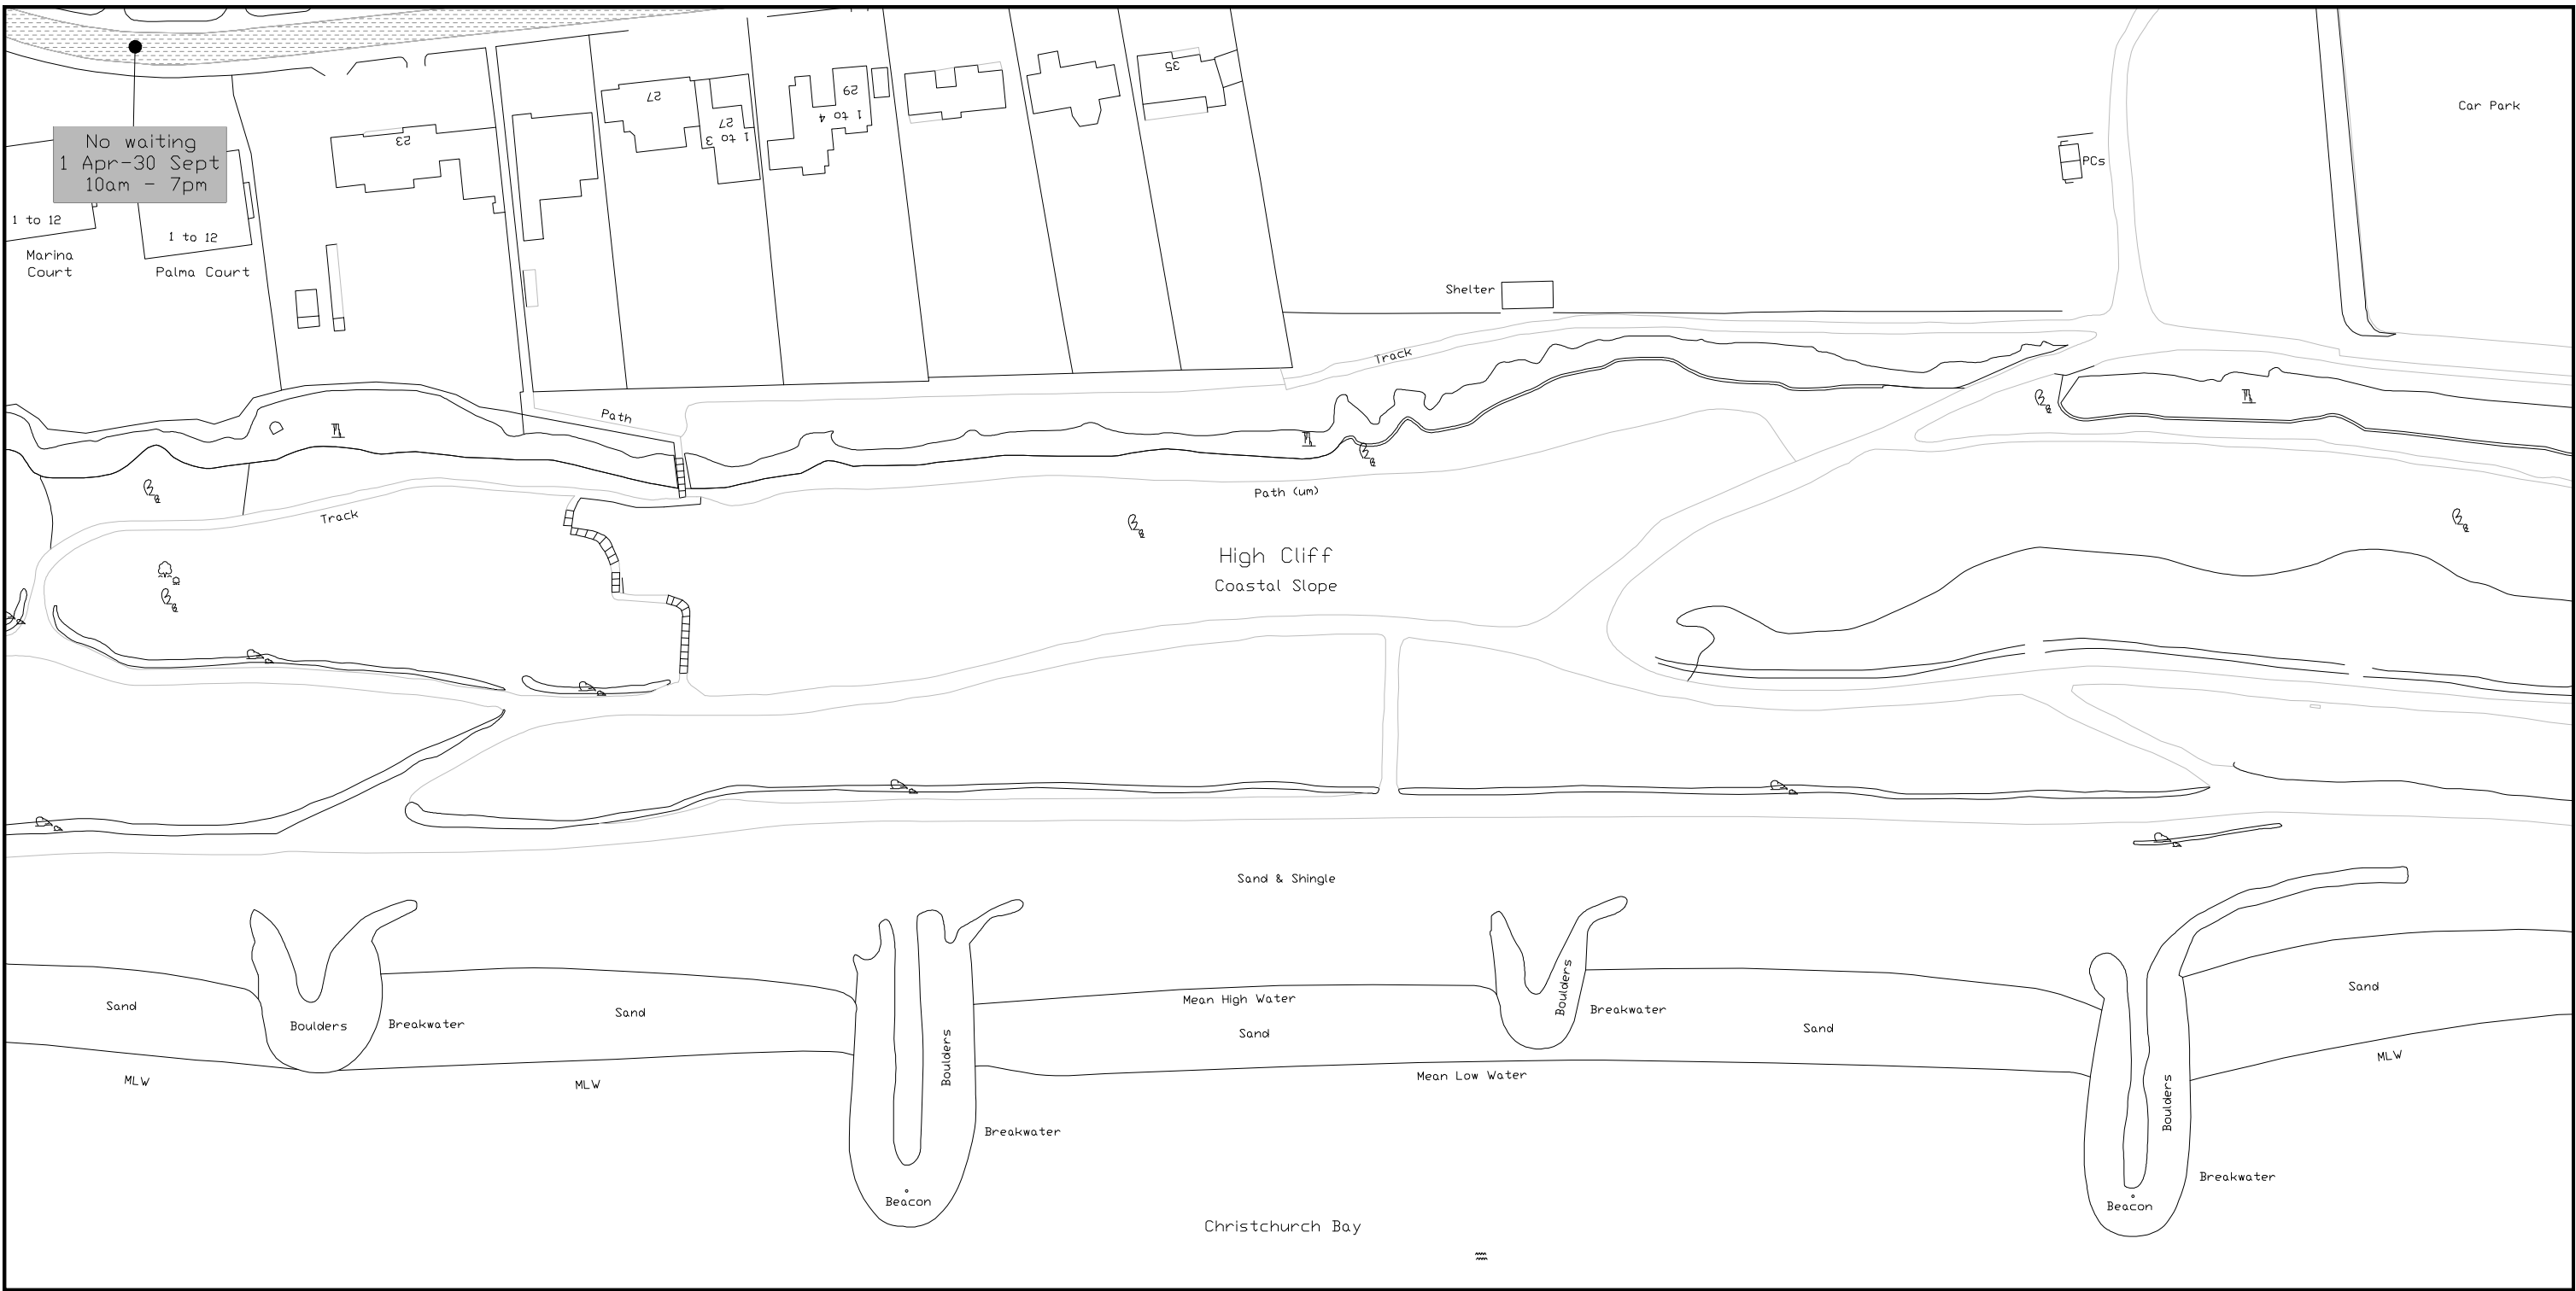 35
Car Park
27
29
1 to 4
23
27
1 to 3
No waiting
1 Apr-30 Sept
10am - 7pm
PCs
1 to 12
1 to 12
Marina
Court
Palma Court
Shelter
Track
Path
Path (um)
Track
High Cliff
Coastal Slope
Sand & Shingle
Sand
Boulders
Breakwater
Sand
Boulders
Mean High Water
Sand
Boulders
Breakwater
Sand
Sand
MLW
MLW
Mean Low Water
MLW
Boulders
Breakwater
Beacon
Breakwater
Beacon
Christchurch Bay